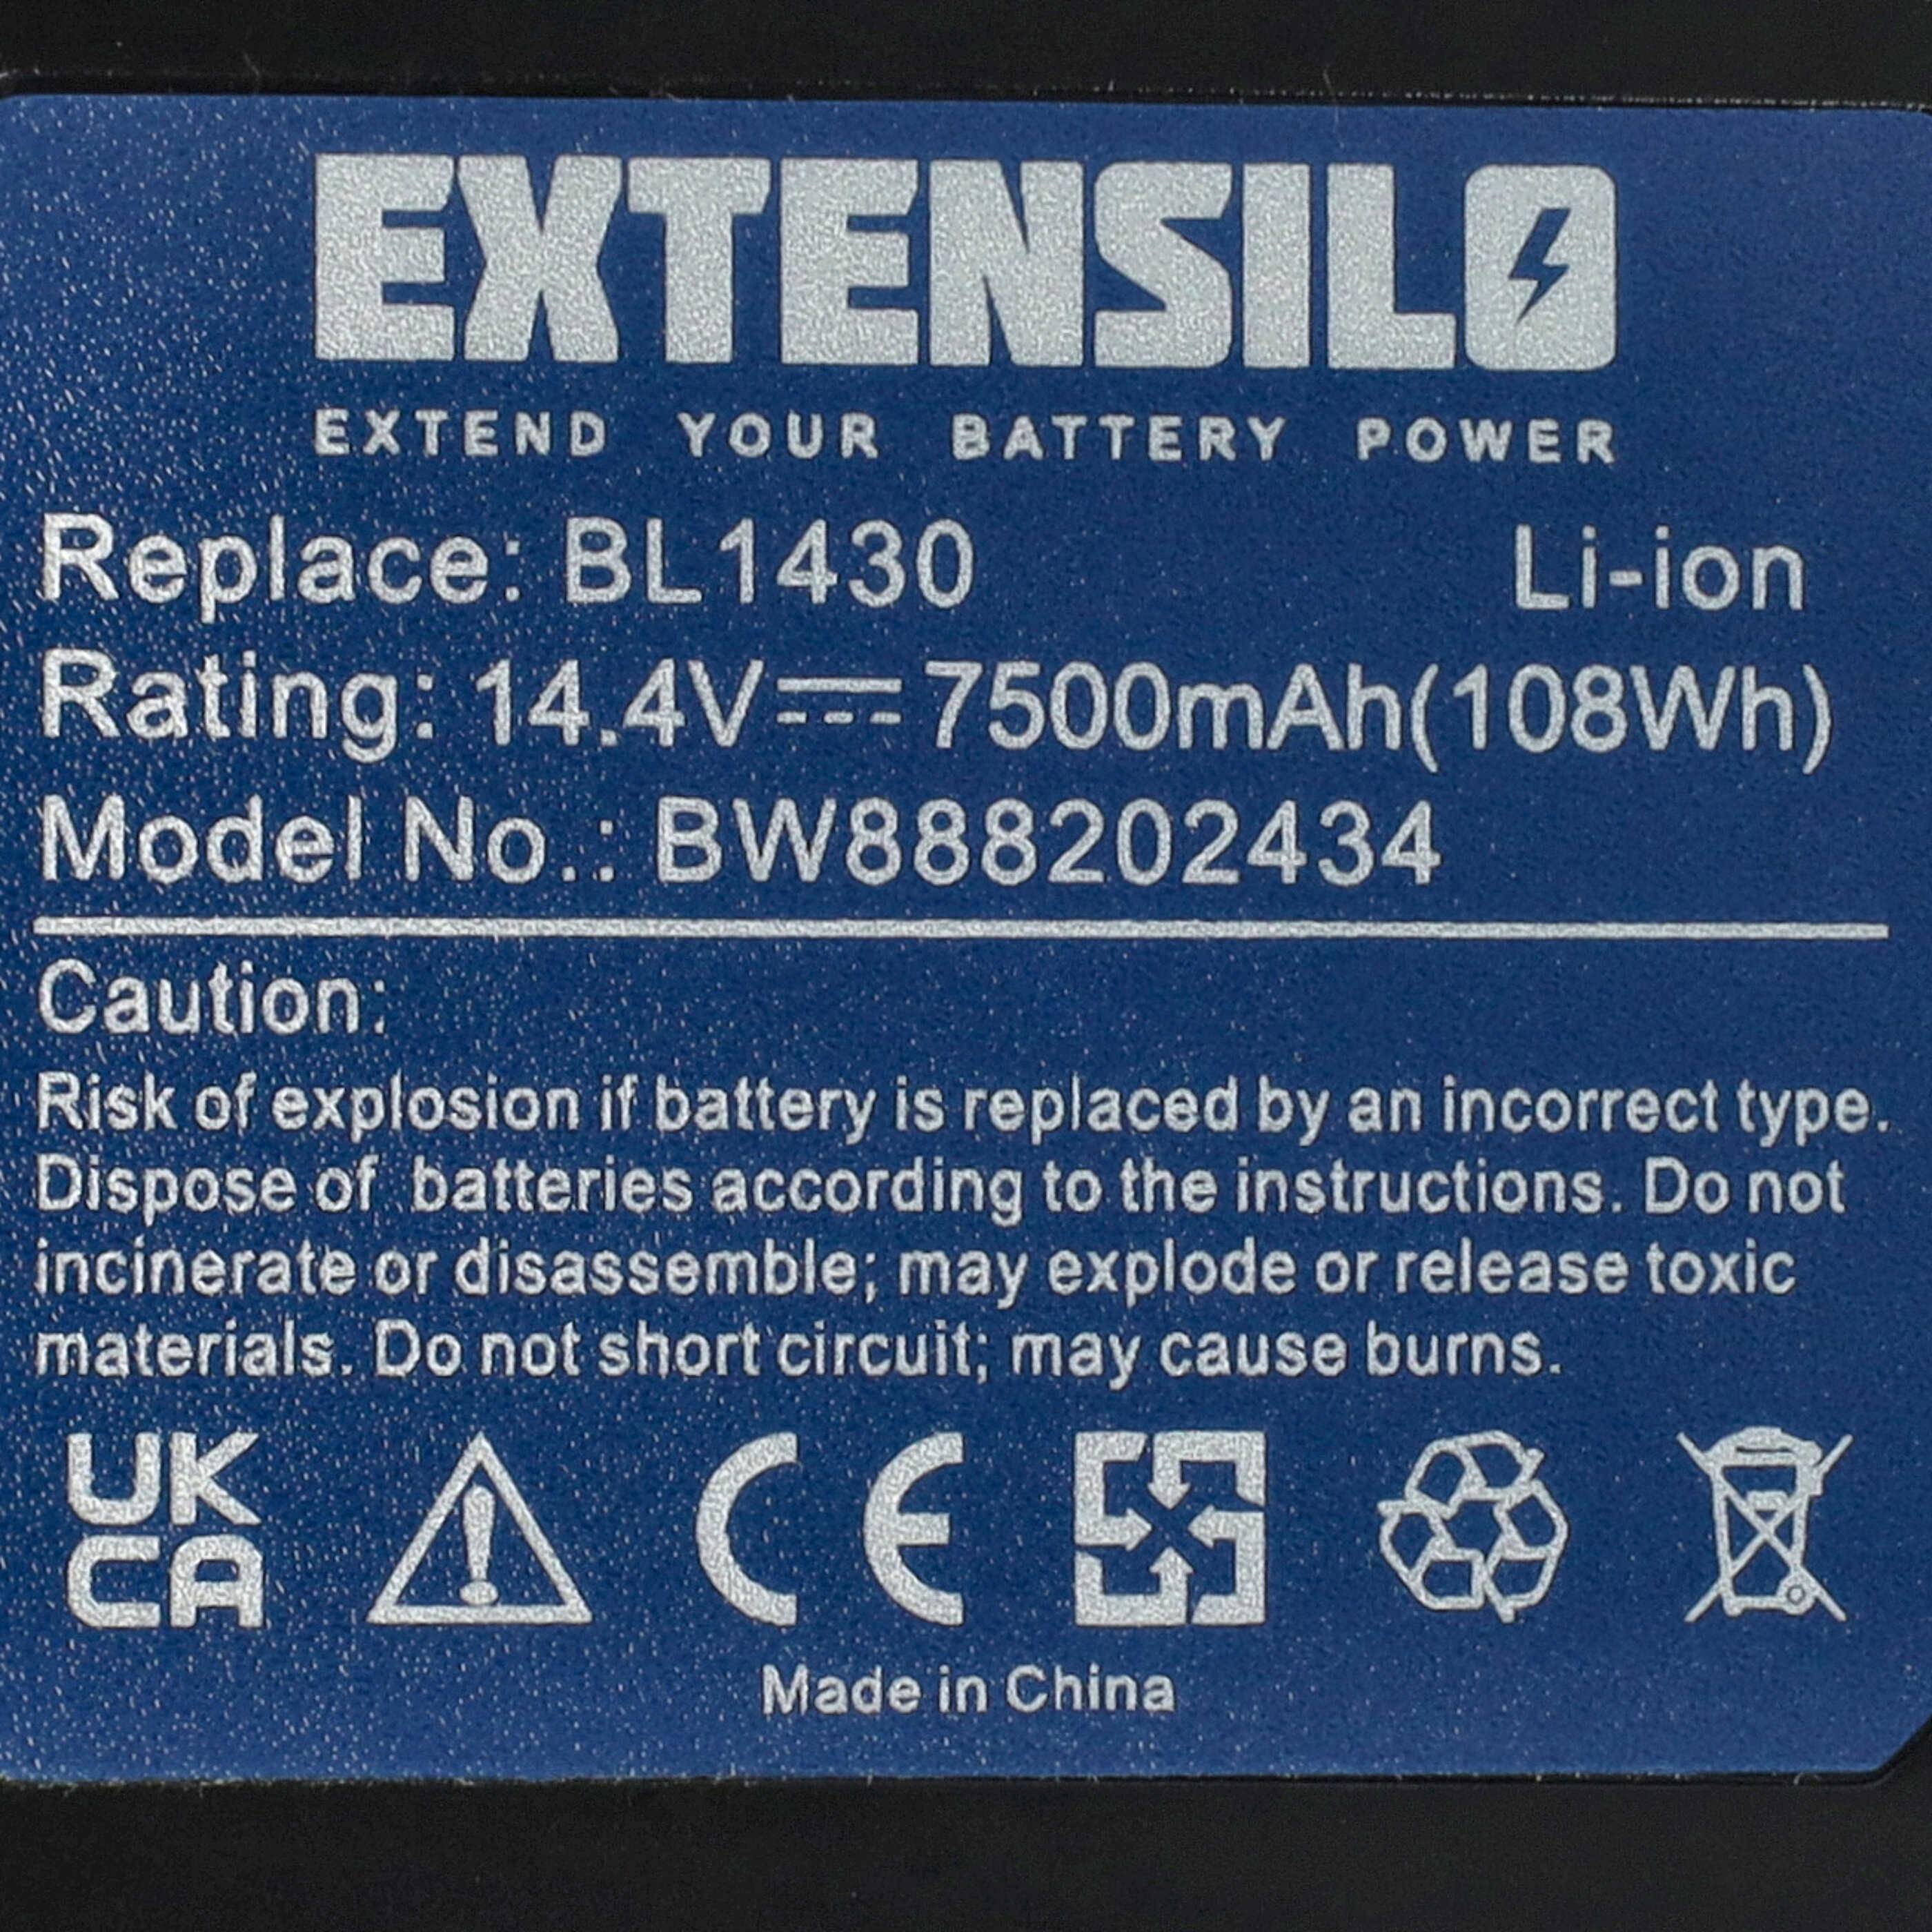 EXTENSILO
EXTEND YOUR BATTERY POWER
Replace: BL1430 Li-ion
Rating: 14.4V⎓7500mAh(108Wh)
Model No.: BW888202434
Caution:
Risk of explosion if battery is replaced by an incorrect type.
Dispose of batteries according to the instructions. Do not
incinerate or disassemble; may explode or release toxic
materials. Do not short circuit; may cause burns.
UK
CA
CE
Made in China